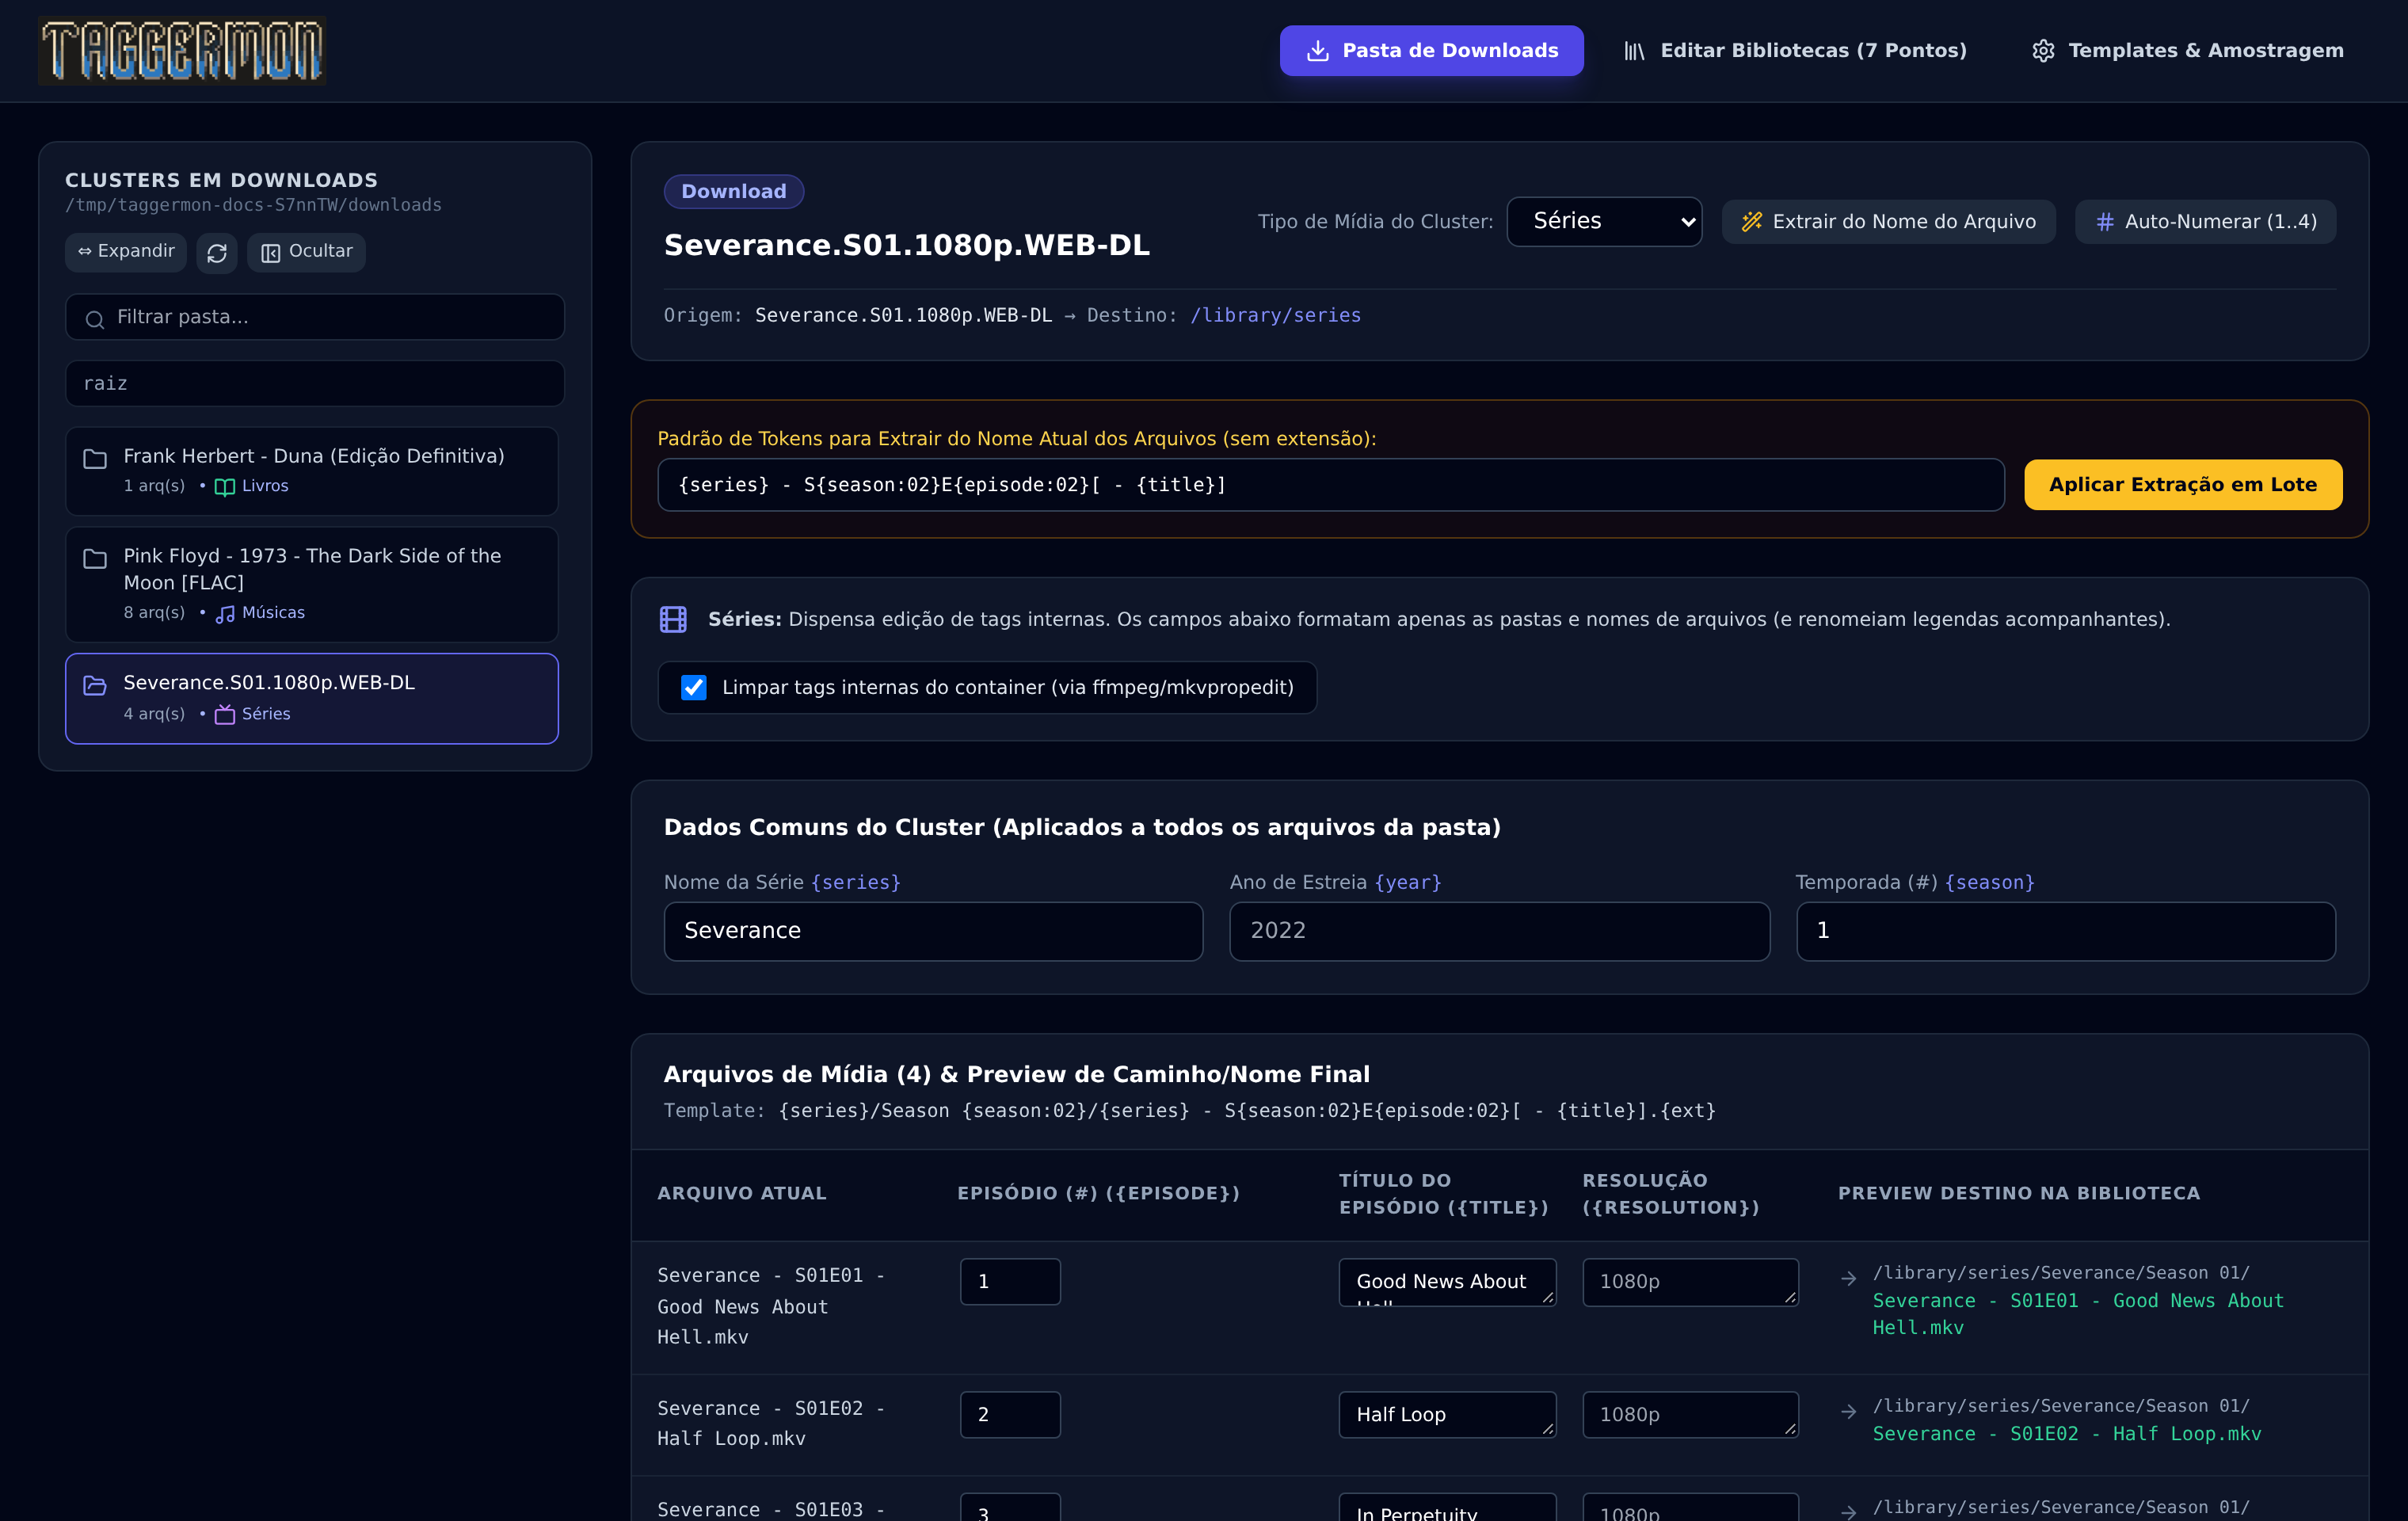 TAGGERMON
Pasta de Downloads
Editar Bibliotecas (7 Pontos)
Templates & Amostragem
CLUSTERS EM DOWNLOADS
/tmp/taggermon-docs-S7nnTW/downloads
⇔ Expandir
Ocultar
Filtrar pasta...
raiz
Frank Herbert - Duna (Edição Definitiva)
1 arq(s) • Livros
Pink Floyd - 1973 - The Dark Side of the
Moon [FLAC]
8 arq(s) • Músicas
Severance.S01.1080p.WEB-DL
4 arq(s) • Séries
Download
Severance.S01.1080p.WEB-DL
Tipo de Mídia do Cluster:
Séries
Extrair do Nome do Arquivo
# Auto-Numerar (1..4)
Origem: Severance.S01.1080p.WEB-DL → Destino: /library/series
Padrão de Tokens para Extrair do Nome Atual dos Arquivos (sem extensão):
{series} - S{season:02}E{episode:02}[ - {title}]
Aplicar Extração em Lote
Séries: Dispensa edição de tags internas. Os campos abaixo formatam apenas as pastas e nomes de arquivos (e renomeiam legendas acompanhantes).
Limpar tags internas do container (via ffmpeg/mkvpropedit)
Dados Comuns do Cluster (Aplicados a todos os arquivos da pasta)
Nome da Série {series}
Ano de Estreia {year}
Temporada (#) {season}
Severance
2022
1
Arquivos de Mídia (4) & Preview de Caminho/Nome Final
Template: {series}/Season {season:02}/{series} - S{season:02}E{episode:02}[ - {title}].{ext}
ARQUIVO ATUAL
EPISÓDIO (#) ({EPISODE})
TÍTULO DO
EPISÓDIO ({TITLE})
RESOLUÇÃO
({RESOLUTION})
PREVIEW DESTINO NA BIBLIOTECA
Severance - S01E01 -
Good News About
Hell.mkv
1
Good News About
Hell
1080p
→ /library/series/Severance/Season 01/
Severance - S01E01 - Good News About
Hell.mkv
Severance - S01E02 -
Half Loop.mkv
2
Half Loop
1080p
→ /library/series/Severance/Season 01/
Severance - S01E02 - Half Loop.mkv
Severance - S01E03 -
3
In Perpetuity
1080p
→ /library/series/Severance/Season 01/